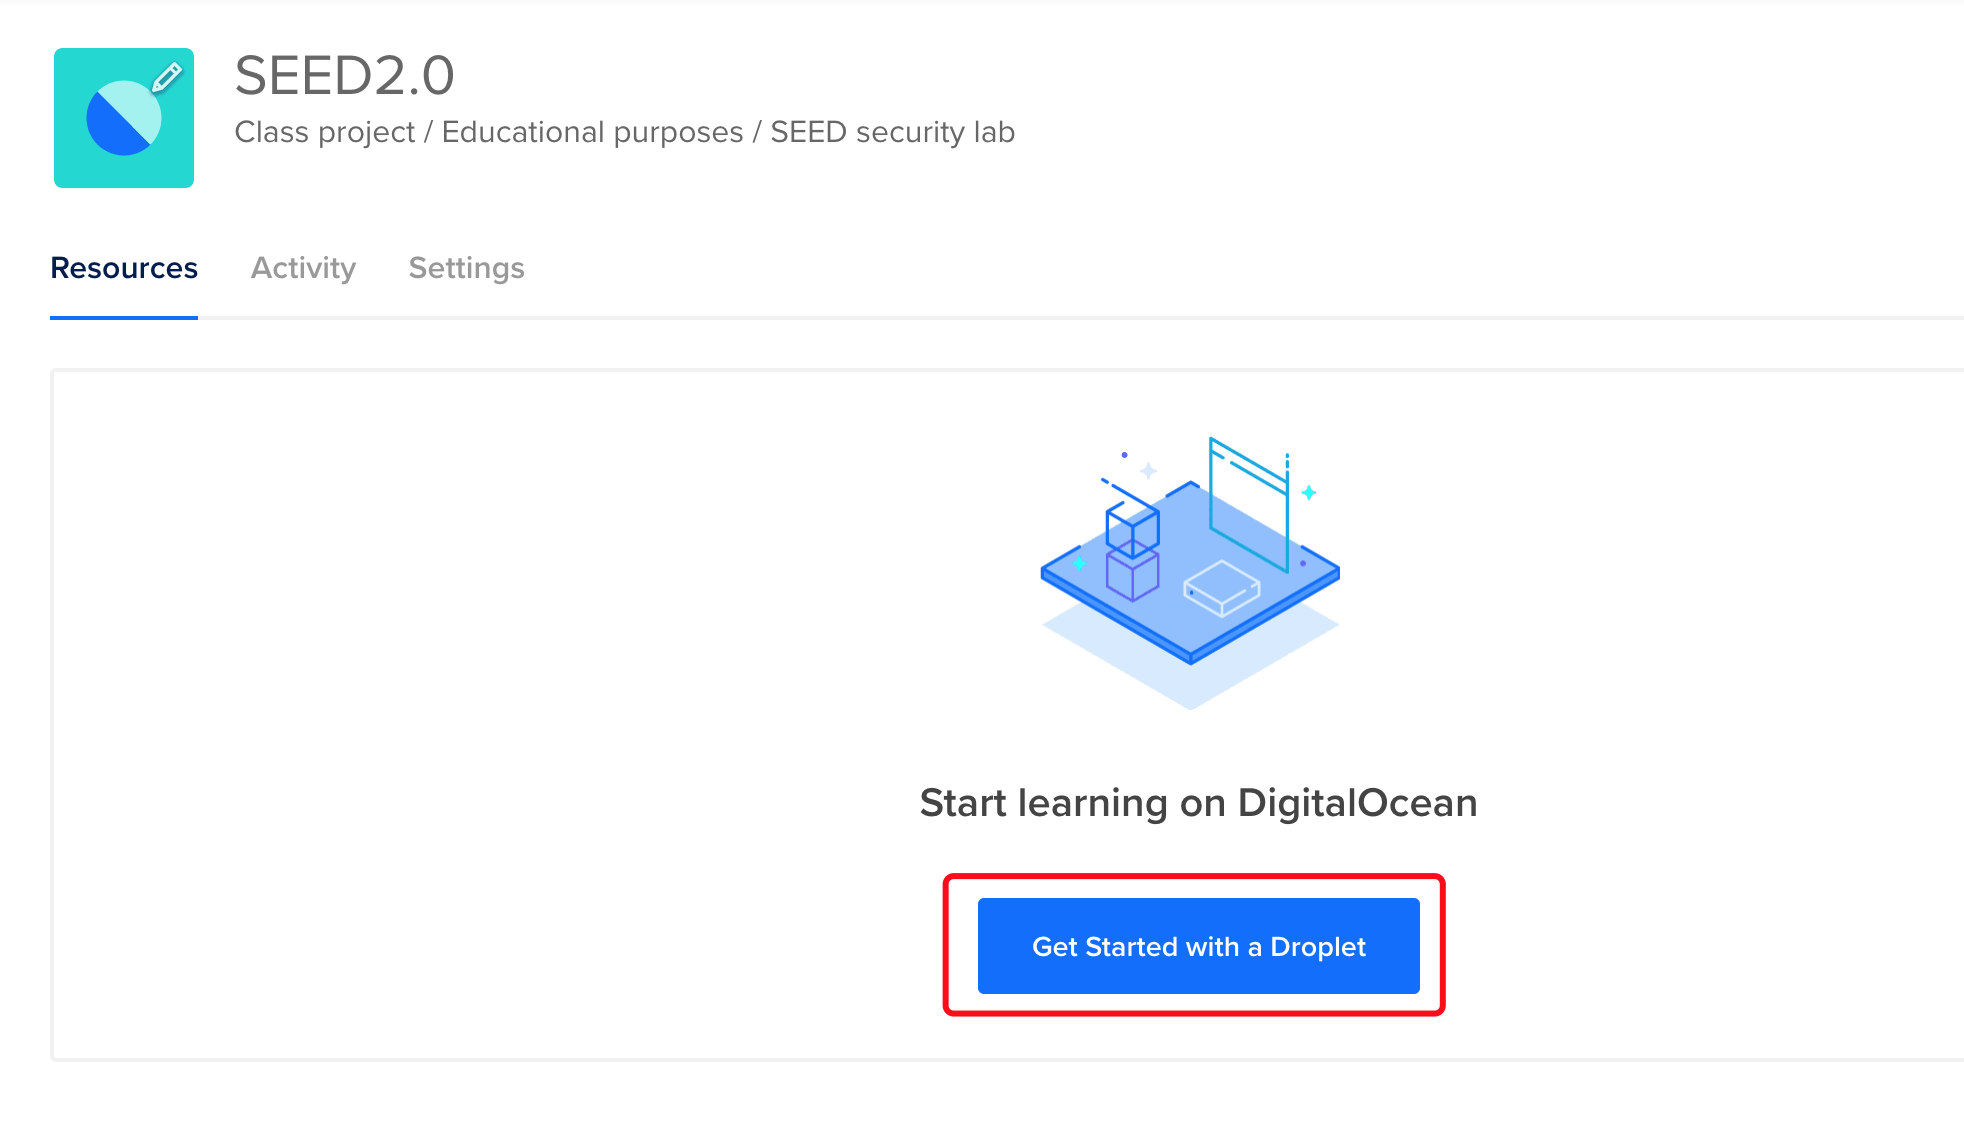 SEED2.0
Class project / Educational purposes / SEED security lab
Resources Activity Settings
Start learning on DigitalOcean
Get Started with a Droplet